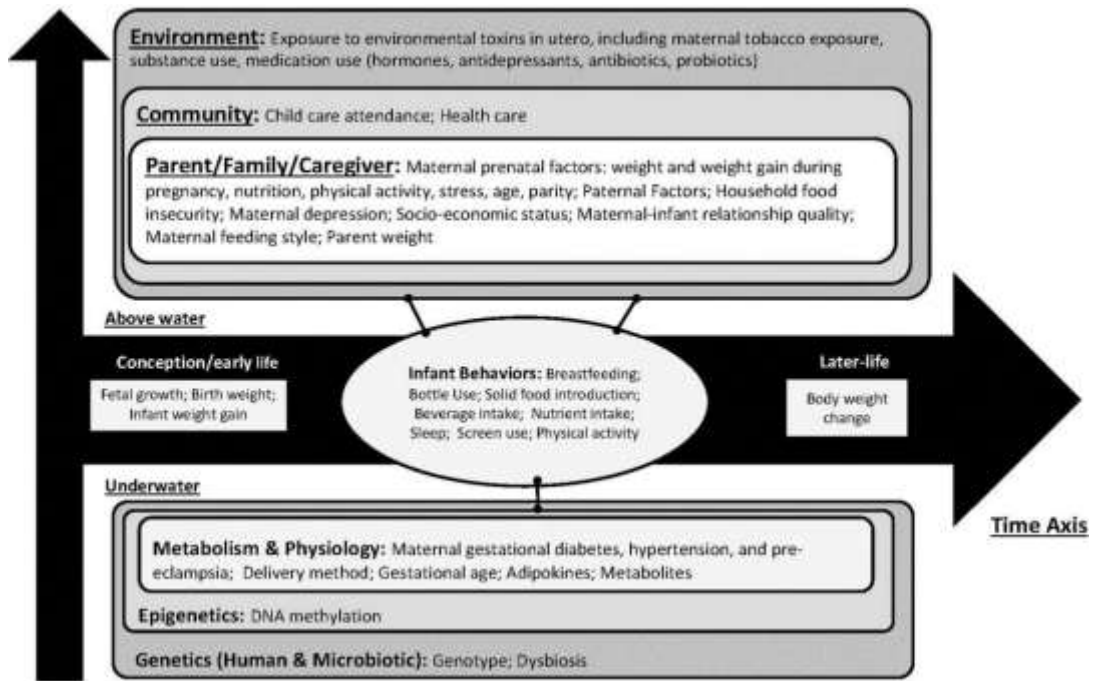 Environment: Exposure to environmental toxins in utero, including maternal tobacco exposure,
substance use, medication use (hormones, antidepressants, antibiotics, probiotics)
Community: Child care attendance; Health care
Parent/Family/Caregiver: Maternal prenatal factors: weight and weight gain during
pregnancy, nutrition, physical activity, stress, age, parity; Paternal Factors; Household food
insecurity; Maternal depression; Socio-economic status; Maternal-infant relationship quality;
Maternal feeding style; Parent weight
Above water
Conception/early life
Fetal growth; Birth weight;
Infant weight gain
Infant Behaviors: Breastfeeding;
Bottle Use; Solid food introduction;
Beverage intake; Nutrient intake;
Sleep; Screen use; Physical activity
Later-life
Body weight
change
Underwater
Time Axis
Metabolism & Physiology: Maternal gestational diabetes, hypertension, and pre-
eclampsia; Delivery method; Gestational age; Adipokines; Metabolites
Epigenetics: DNA methylation
Genetics (Human & Microbiotic): Genotype; Dysbiosis